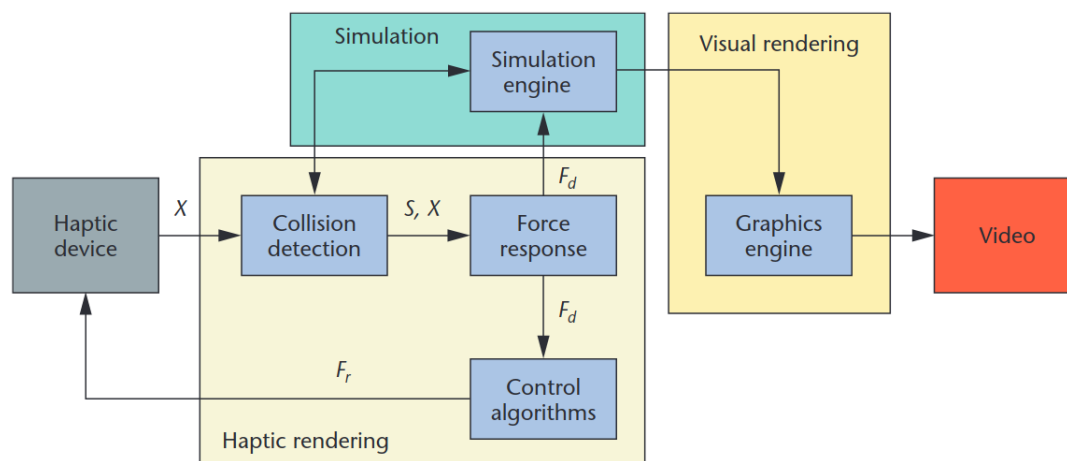 Simulation
Simulation
engine
Visual rendering
F_d
Haptic
device
X
Collision
detection
S, X
Force
response
Graphics
engine
Video
F_d
F_r
Control
algorithms
Haptic rendering